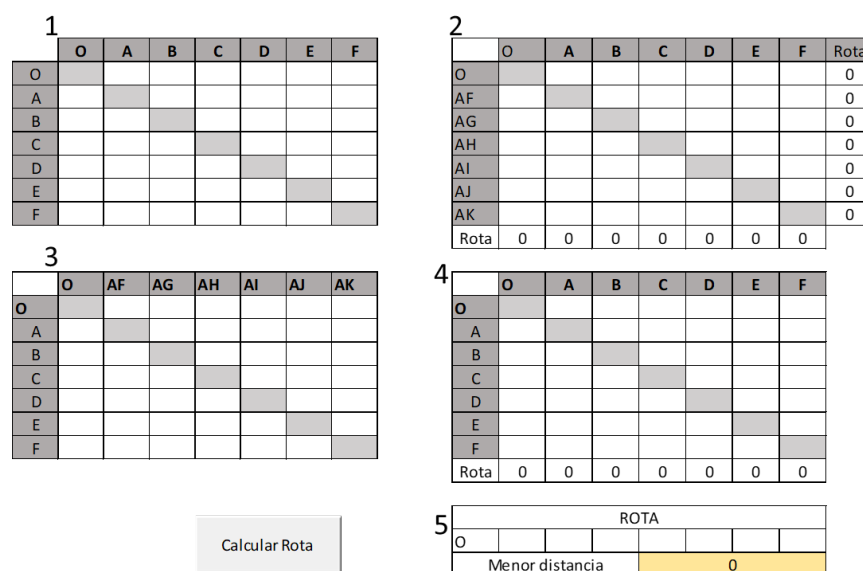 1
O A B C D E F
O
A
B
C
D
E
F
2
O A B C D E F Rota
O 0
AF 0
AG 0
AH 0
AI 0
AJ 0
AK 0
Rota 0 0 0 0 0 0 0
3
O AF AG AH AI AJ AK
O
A
B
C
D
E
F
4
O A B C D E F
O
A
B
C
D
E
F
Rota 0 0 0 0 0 0 0
Calcular Rota
5
ROTA
O
Menor distancia 0